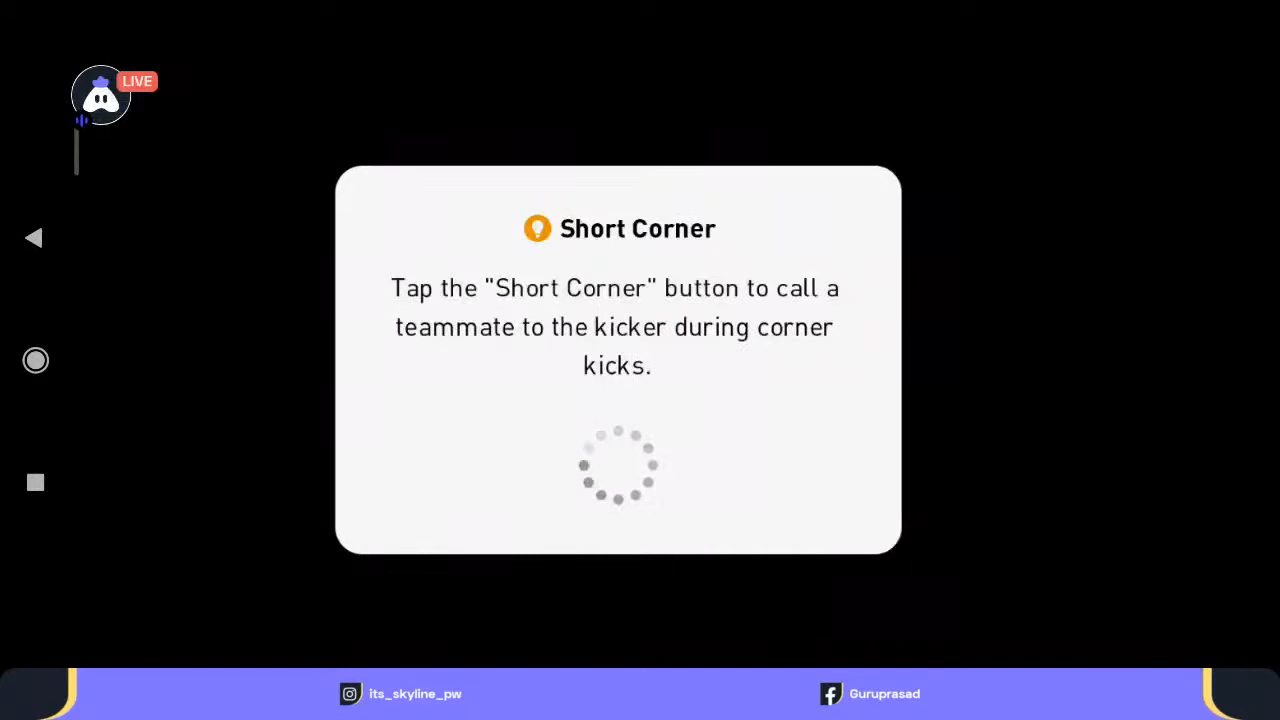 LIVE
Short Corner
Tap the "Short Corner" button to call a
teammate to the kicker during corner
kicks.
its_skyline_pw
Guruprasad